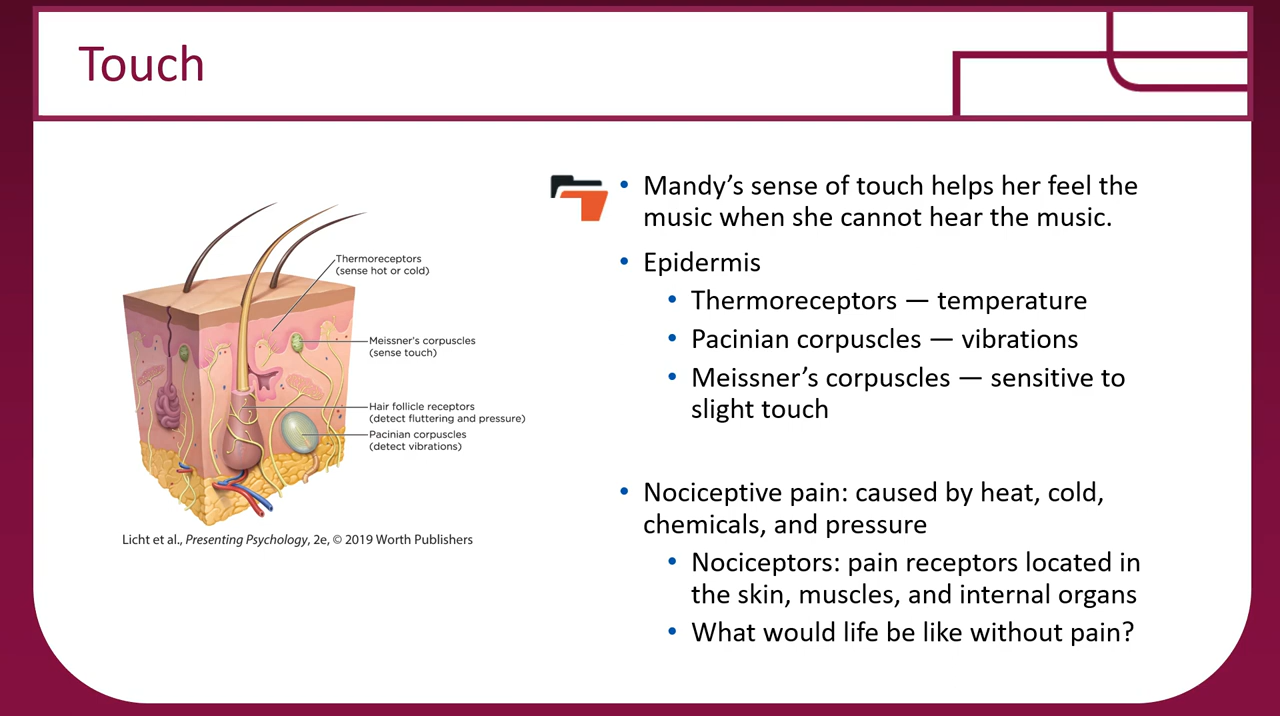 Touch
Thermoreceptors
(sense hot or cold)
Meissner's corpuscles
(sense touch)
Hair follicle receptors
(detect fluttering and pressure)
Pacinian corpuscles
(detect vibrations)
Licht et al., Presenting Psychology, 2e, © 2019 Worth Publishers
• Mandy’s sense of touch helps her feel the
music when she cannot hear the music.
• Epidermis
• Thermoreceptors — temperature
• Pacinian corpuscles — vibrations
• Meissner’s corpuscles — sensitive to
slight touch
• Nociceptive pain: caused by heat, cold,
chemicals, and pressure
• Nociceptors: pain receptors located in
the skin, muscles, and internal organs
• What would life be like without pain?